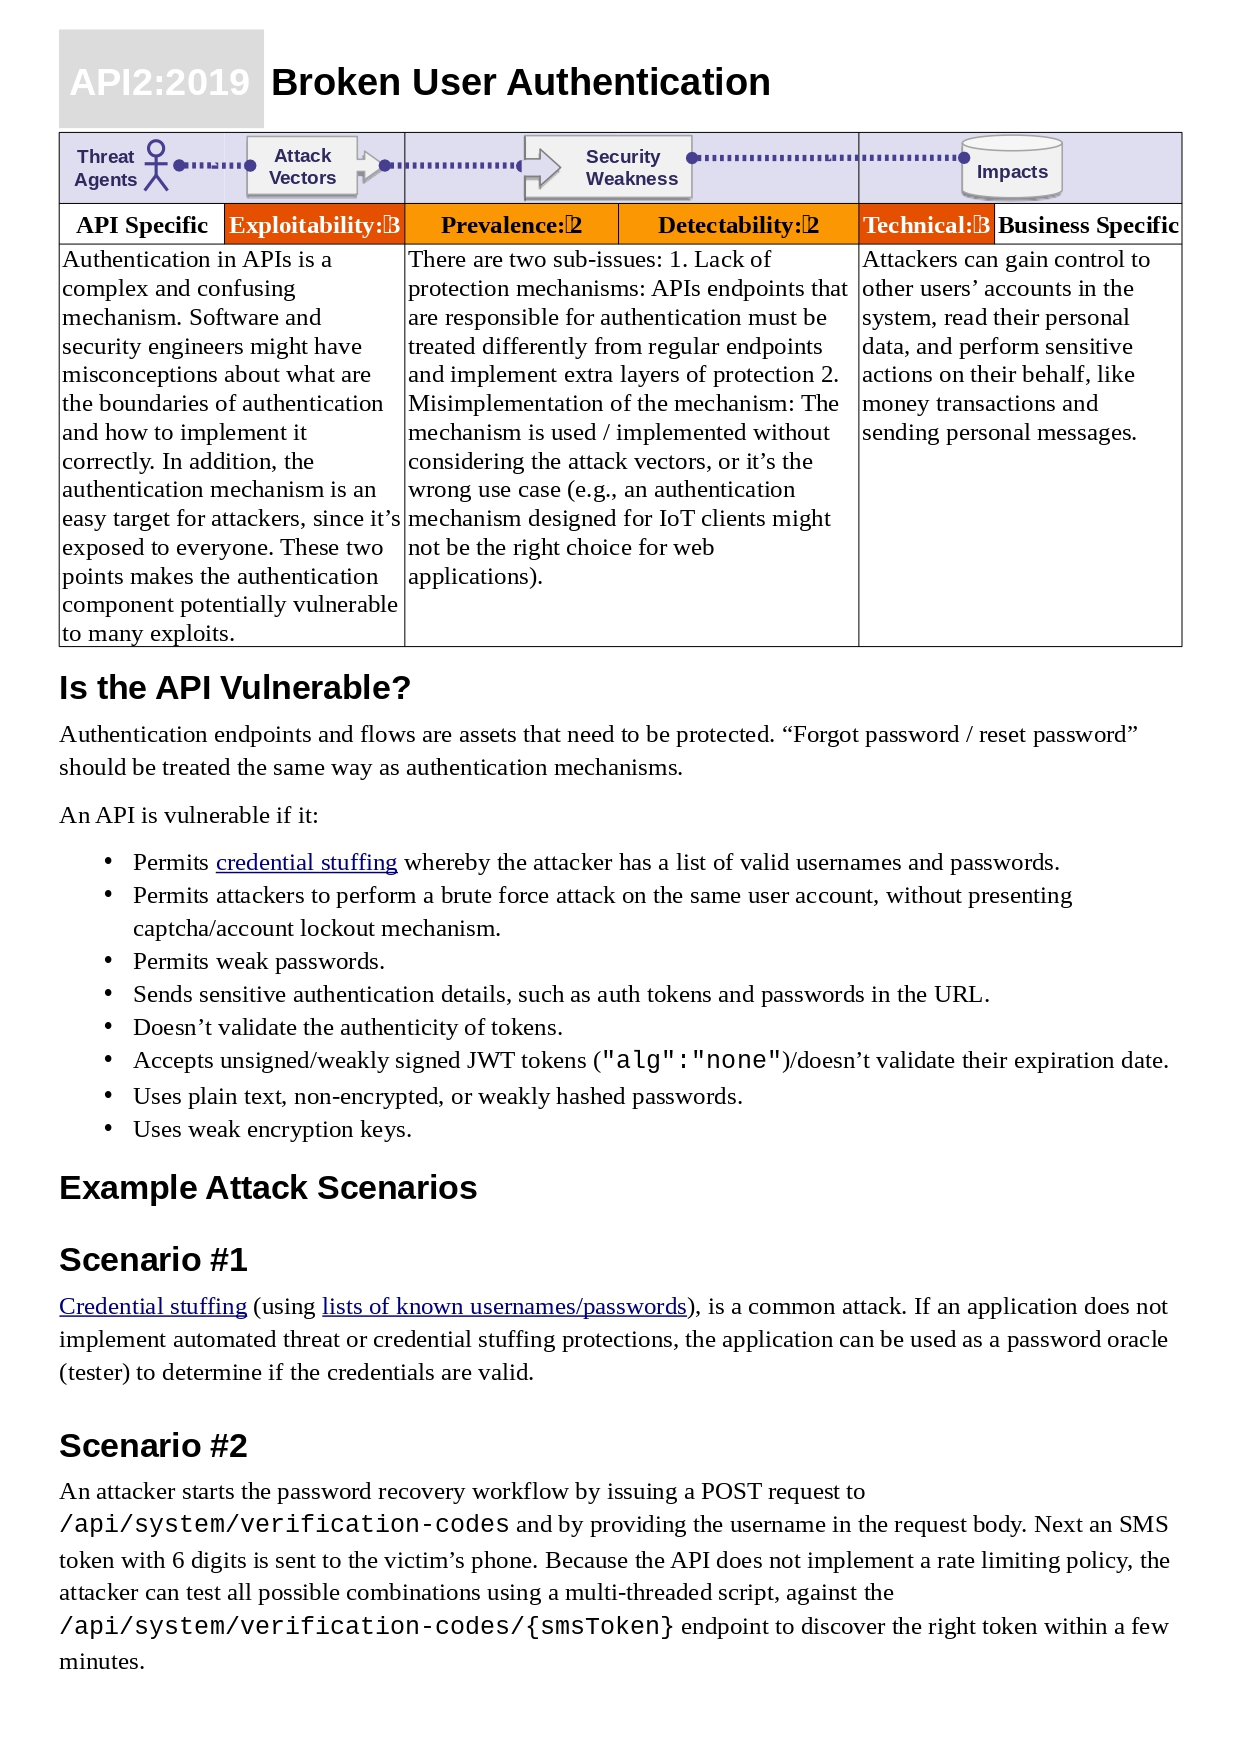 API2:2019 Broken User Authentication
Threat
Agents
Attack
Vectors
Security
Weakness
Impacts
API Specific Exploitability: 3 Prevalence: 2 Detectability: 2 Technical: 3 Business Specific
Authentication in APIs is a
complex and confusing
mechanism. Software and
security engineers might have
misconceptions about what are
the boundaries of authentication
and how to implement it
correctly. In addition, the
authentication mechanism is an
easy target for attackers, since it’s
exposed to everyone. These two
points makes the authentication
component potentially vulnerable
to many exploits.
There are two sub-issues: 1. Lack of
protection mechanisms: APIs endpoints that
are responsible for authentication must be
treated differently from regular endpoints
and implement extra layers of protection 2.
Misimplementation of the mechanism: The
mechanism is used / implemented without
considering the attack vectors, or it’s the
wrong use case (e.g., an authentication
mechanism designed for IoT clients might
not be the right choice for web
applications).
Attackers can gain control to
other users’ accounts in the
system, read their personal
data, and perform sensitive
actions on their behalf, like
money transactions and
sending personal messages.
Is the API Vulnerable?
Authentication endpoints and flows are assets that need to be protected. “Forgot password / reset password”
should be treated the same way as authentication mechanisms.
An API is vulnerable if it:
• Permits credential stuffing whereby the attacker has a list of valid usernames and passwords.
• Permits attackers to perform a brute force attack on the same user account, without presenting
captcha/account lockout mechanism.
• Permits weak passwords.
• Sends sensitive authentication details, such as auth tokens and passwords in the URL.
• Doesn’t validate the authenticity of tokens.
• Accepts unsigned/weakly signed JWT tokens ("alg":"none")/doesn’t validate their expiration date.
• Uses plain text, non-encrypted, or weakly hashed passwords.
• Uses weak encryption keys.
Example Attack Scenarios
Scenario #1
Credential stuffing (using lists of known usernames/passwords), is a common attack. If an application does not
implement automated threat or credential stuffing protections, the application can be used as a password oracle
(tester) to determine if the credentials are valid.
Scenario #2
An attacker starts the password recovery workflow by issuing a POST request to
/api/system/verification-codes and by providing the username in the request body. Next an SMS
token with 6 digits is sent to the victim’s phone. Because the API does not implement a rate limiting policy, the
attacker can test all possible combinations using a multi-threaded script, against the
/api/system/verification-codes/{smsToken} endpoint to discover the right token within a few
minutes.